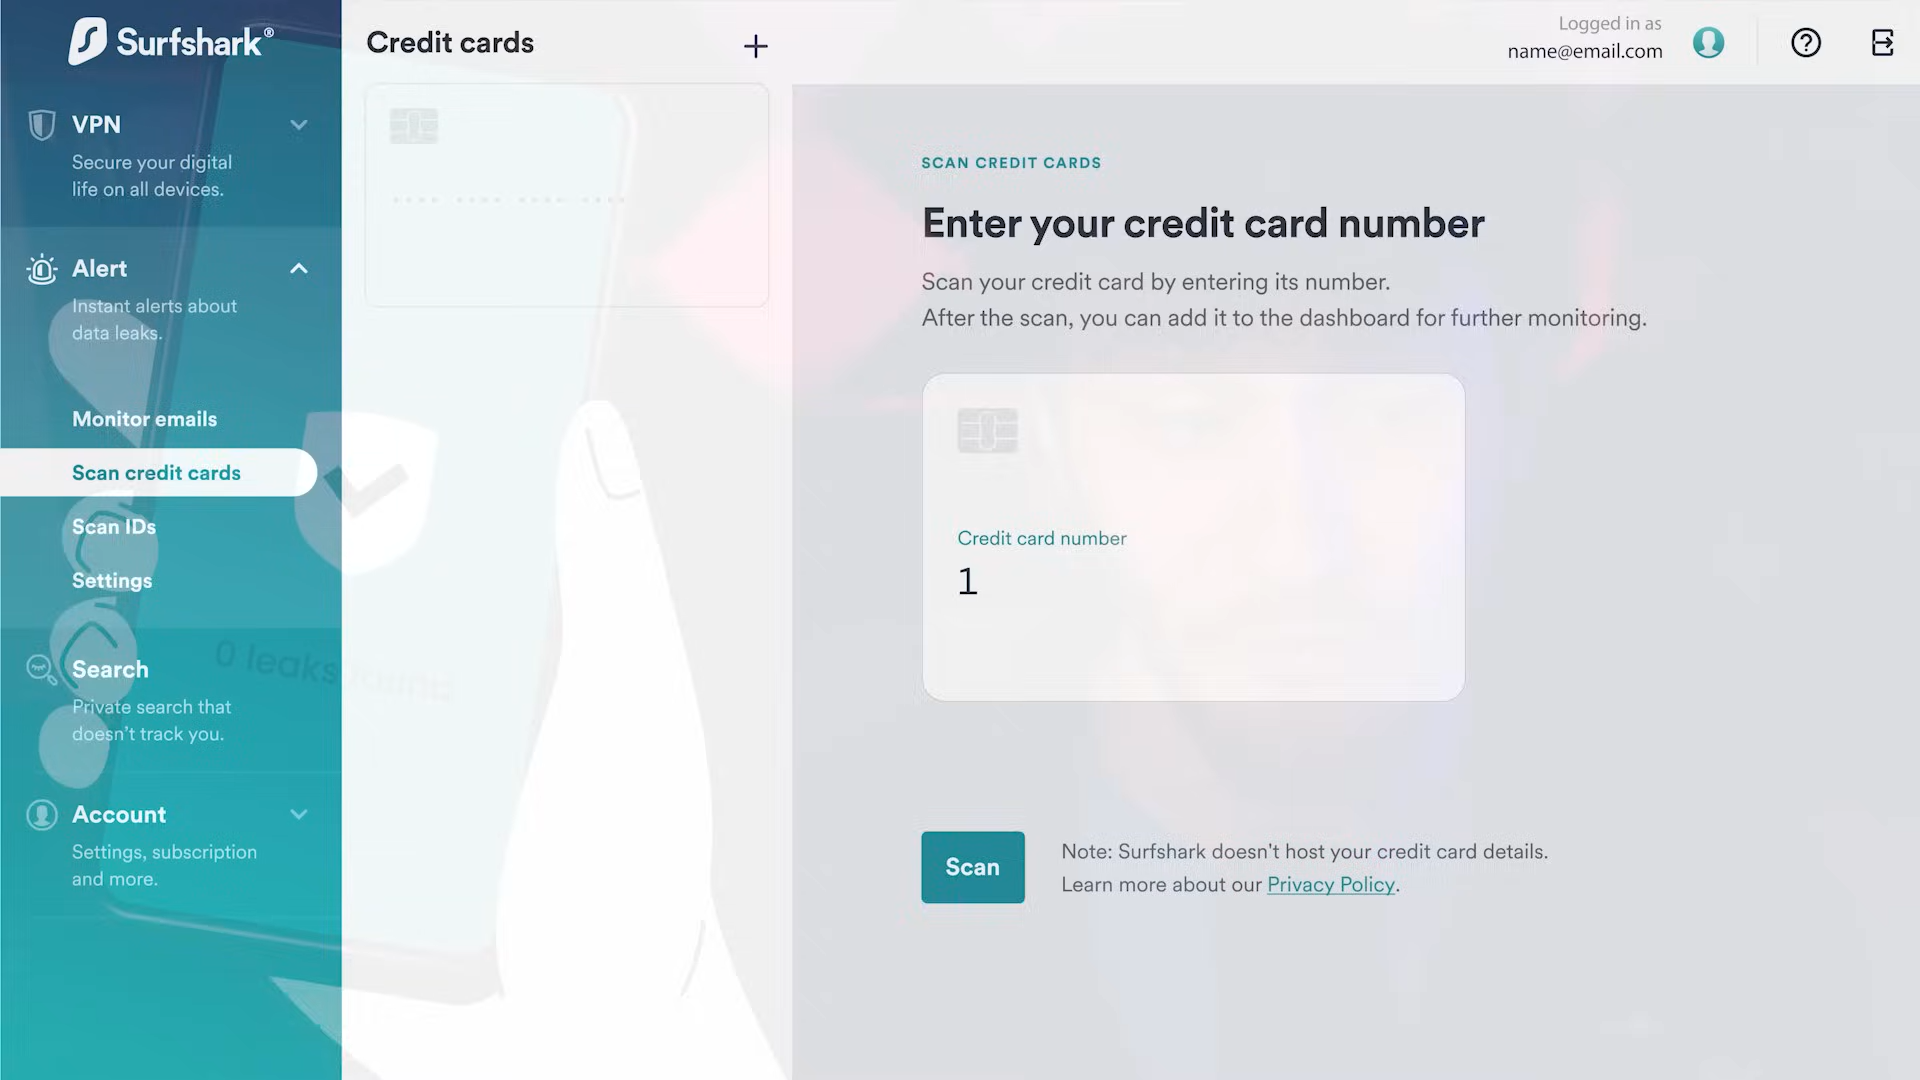 Surfshark®
VPN
Secure your digital
life on all devices.
Alert
Instant alerts about
data leaks.
Monitor emails
Scan credit cards
Scan IDs
Settings
Search
Private search that
doesn't track you.
Account
Settings, subscription
and more.
0 leaks found
Credit cards
Logged in as
name@email.com
SCAN CREDIT CARDS
Enter your credit card number
Scan your credit card by entering its number.
After the scan, you can add it to the dashboard for further monitoring.
Credit card number
1
Scan
Note: Surfshark doesn't host your credit card details.
Learn more about our Privacy Policy.